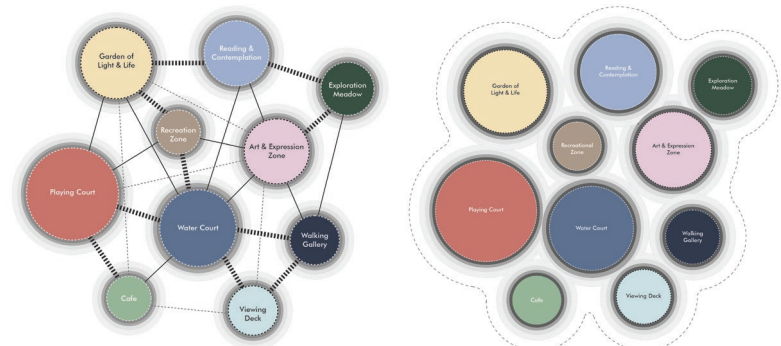 Garden of
Light & Life
Reading &
Contemplation
Exploration
Meadow
Recreation
Zone
Art & Expression
Zone
Playing Court
Water Court
Walking
Gallery
Cafe
Viewing
Deck
Garden of
Light & Life
Reading &
Contemplation
Exploration
Meadow
Recreational
Zone
Art & Expression
Zone
Playing Court
Water Court
Walking
Gallery
Cafe
Viewing Deck